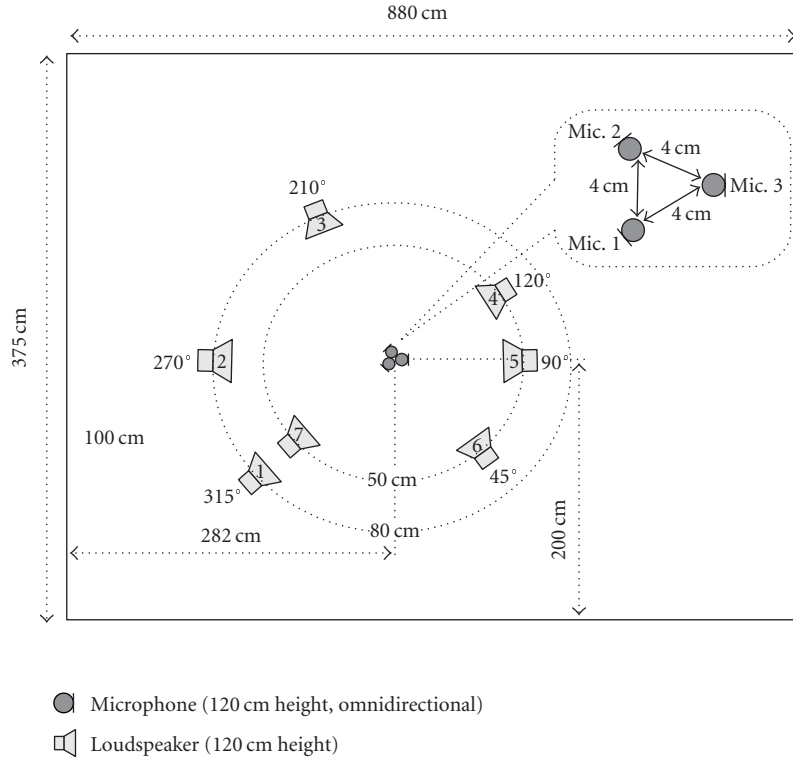 880 cm
Mic. 2
4 cm
4 cm
Mic. 3
4 cm
Mic. 1
210°
3
120°
4
375 cm
270°
2
5
90°
100 cm
7
6
1
50 cm
45°
315°
80 cm
282 cm
200 cm
Microphone (120 cm height, omnidirectional)
Loudspeaker (120 cm height)